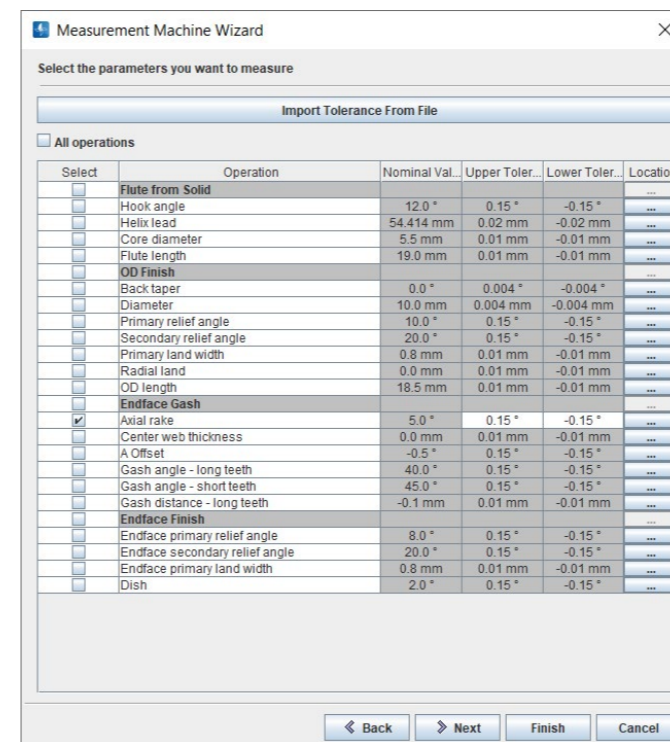 Measurement Machine Wizard
Select the parameters you want to measure
Import Tolerance From File
All operations
Select Operation Nominal Val... Upper Toler... Lower Toler... Locatio
Flute from Solid ...
Hook angle 12.0 ° 0.15 ° -0.15 ° ...
Helix lead 54.414 mm 0.02 mm -0.02 mm ...
Core diameter 5.5 mm 0.01 mm -0.01 mm ...
Flute length 19.0 mm 0.01 mm -0.01 mm ...
OD Finish ...
Back taper 0.0 ° 0.004 ° -0.004 ° ...
Diameter 10.0 mm 0.004 mm -0.004 mm ...
Primary relief angle 10.0 ° 0.15 ° -0.15 ° ...
Secondary relief angle 20.0 ° 0.15 ° -0.15 ° ...
Primary land width 0.8 mm 0.01 mm -0.01 mm ...
Radial land 0.0 mm 0.01 mm -0.01 mm ...
OD length 18.5 mm 0.01 mm -0.01 mm ...
Endface Gash ...
Axial rake 5.0 ° 0.15 ° -0.15 ° ...
Center web thickness 0.0 mm 0.01 mm -0.01 mm ...
A Offset -0.5 ° 0.15 ° -0.15 ° ...
Gash angle - long teeth 40.0 ° 0.15 ° -0.15 ° ...
Gash angle - short teeth 45.0 ° 0.15 ° -0.15 ° ...
Gash distance - long teeth -0.1 mm 0.01 mm -0.01 mm ...
Endface Finish ...
Endface primary relief angle 8.0 ° 0.15 ° -0.15 ° ...
Endface secondary relief angle 20.0 ° 0.15 ° -0.15 ° ...
Endface primary land width 0.8 mm 0.01 mm -0.01 mm ...
Dish 2.0 ° 0.15 ° -0.15 ° ...
Back Next Finish Cancel